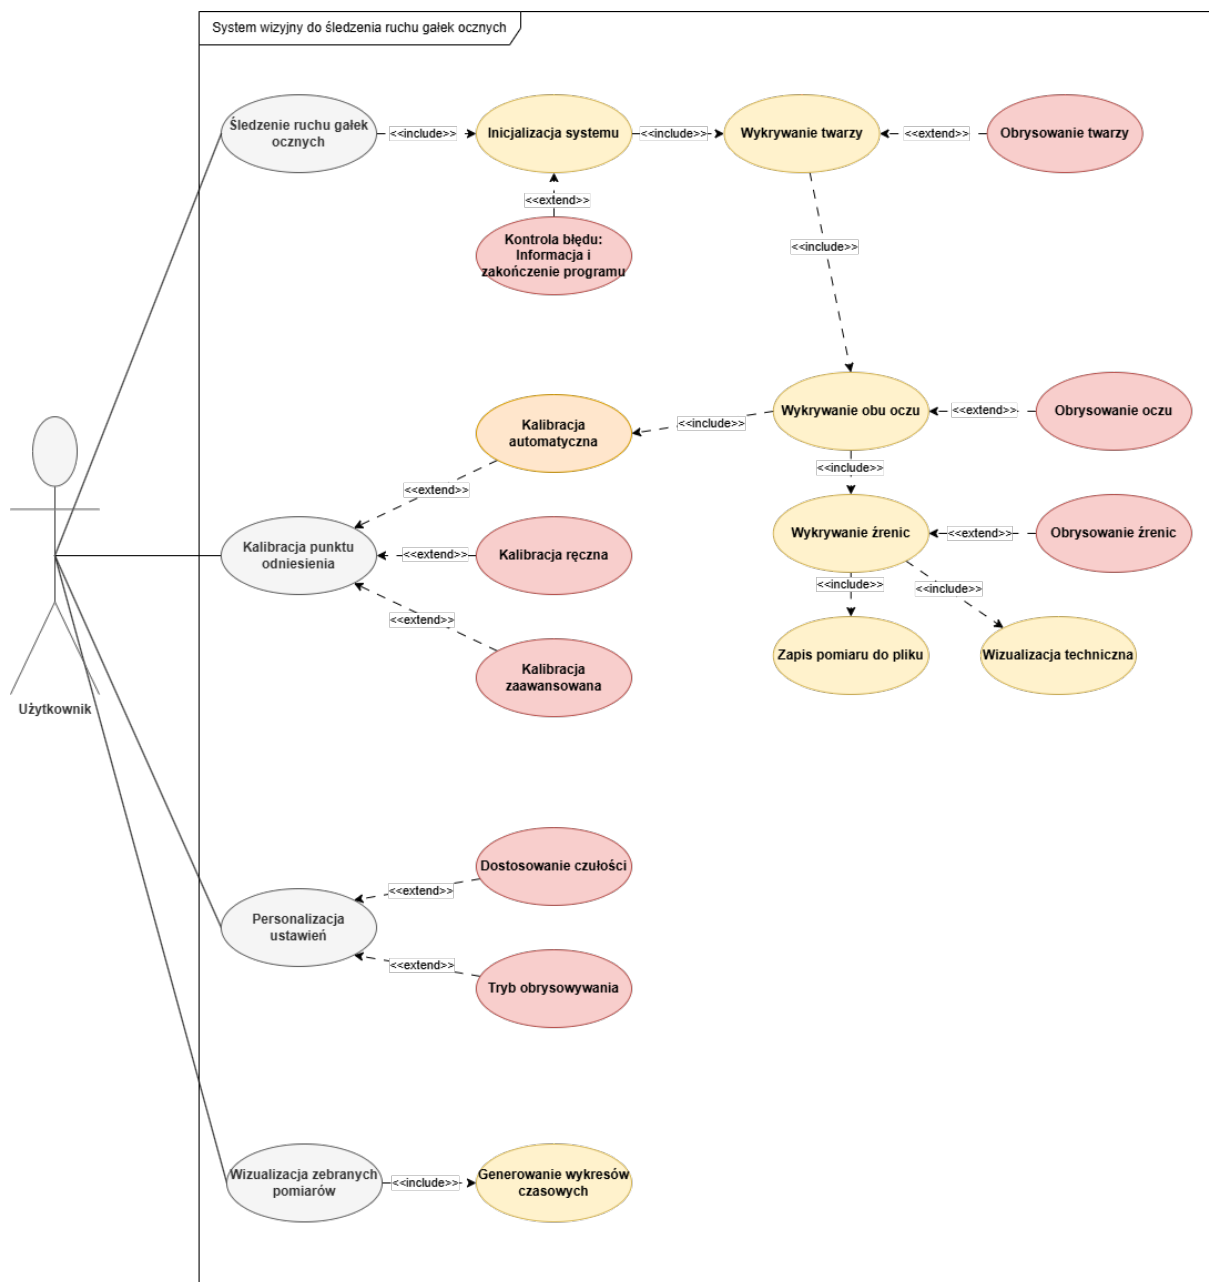 System wizyjny do śledzenia ruchu gałek ocznych
Śledzenie ruchu gałek
ocznych
<<include>>
Inicjalizacja systemu
<<include>>
Wykrywanie twarzy
<<extend>>
Obrysowanie twarzy
<<extend>>
Kontrola błędu:
Informacja i
zakończenie programu
<<include>>
Kalibracja
automatyczna
<<include>>
Wykrywanie obu oczu
<<extend>>
Obrysowanie oczu
<<include>>
<<extend>>
Kalibracja punktu
odniesienia
<<extend>>
Kalibracja ręczna
Wykrywanie źrenic
<<extend>>
Obrysowanie źrenic
<<include>>
<<include>>
<<extend>>
Kalibracja
zaawansowana
Zapis pomiaru do pliku
Wizualizacja techniczna
Użytkownik
Dostosowanie czułości
<<extend>>
Personalizacja
ustawień
<<extend>>
Tryb obrysowywania
Wizualizacja zebranych
pomiarów
<<include>>
Generowanie wykresów
czasowych